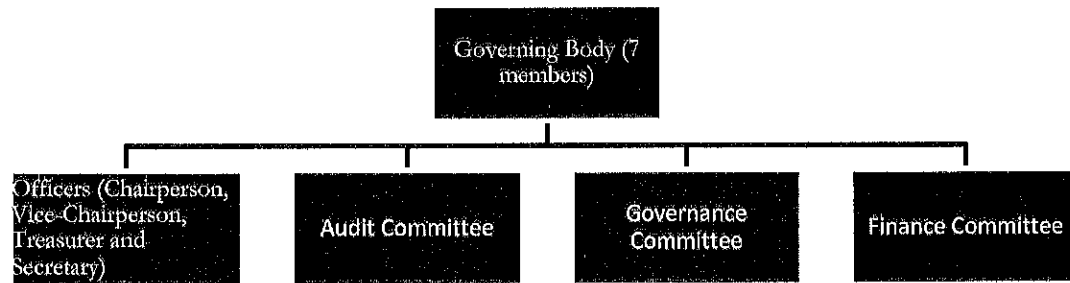 Governing Body (7
members)
Officers (Chairperson,
Vice-Chairperson,
Treasurer and
Secretary)
Audit Committee
Governance
Committee
Finance Committee